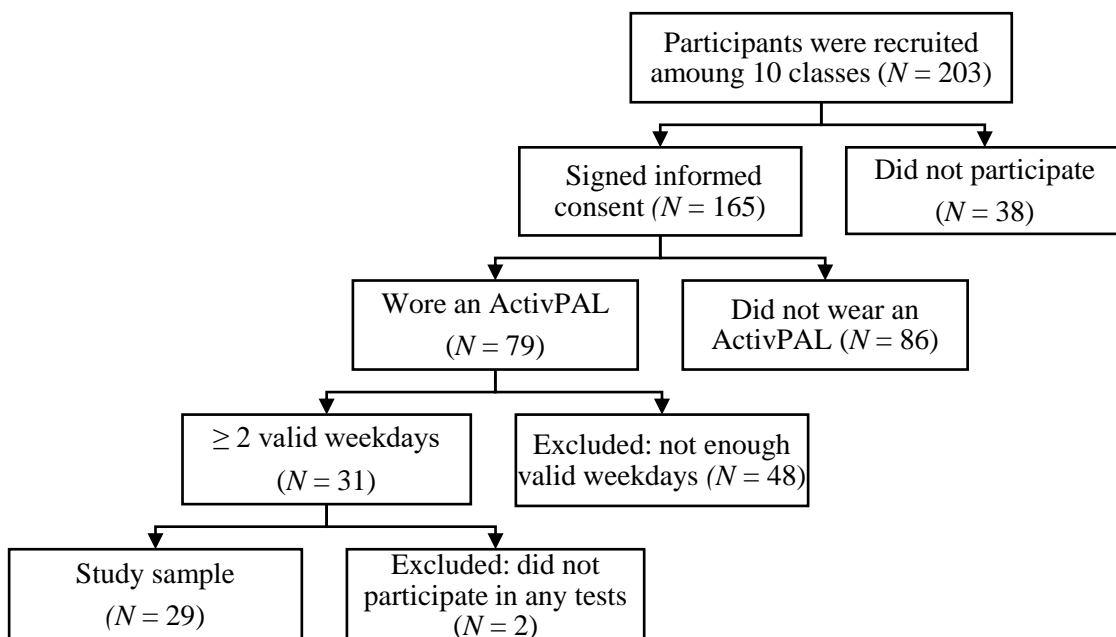 Participants were recruited
amoung 10 classes (N = 203)
Signed informed
consent (N = 165)
Did not participate
(N = 38)
Wore an ActivPAL
(N = 79)
Did not wear an
ActivPAL (N = 86)
≥ 2 valid weekdays
(N = 31)
Excluded: not enough
valid weekdays (N = 48)
Study sample
(N = 29)
Excluded: did not
participate in any tests
(N = 2)